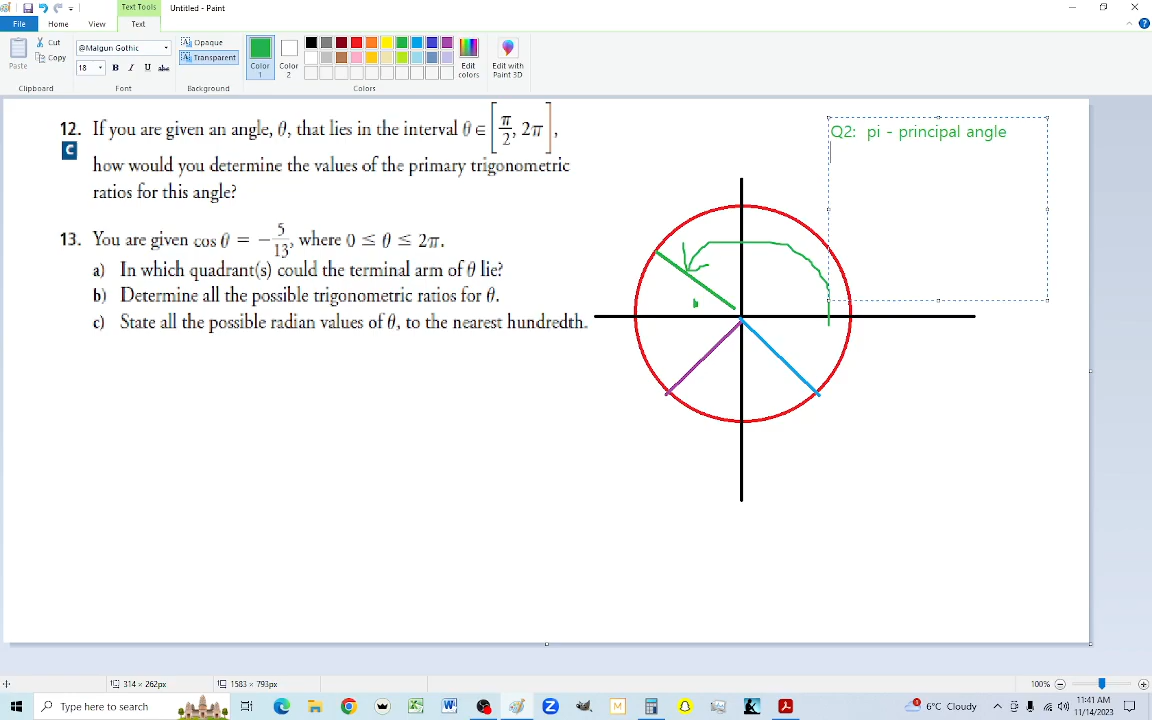 Text Tools
Untitled - Paint
File Home View Text
Paste
Cut
Copy
Clipboard
@Malgun Gothic
18 B I U abc
Font
Opaque
Transparent
Background
Color 1
Color 2
Edit colors
Edit with Paint 3D
Colors
12. If you are given an angle, θ, that lies in the interval θ ∈ [π/2, 2π],
C
how would you determine the values of the primary trigonometric
ratios for this angle?
13. You are given cos θ = −5/13, where 0 ≤ θ ≤ 2π.
a) In which quadrant(s) could the terminal arm of θ lie?
b) Determine all the possible trigonometric ratios for θ.
c) State all the possible radian values of θ, to the nearest hundredth.
Q2: pi - principal angle
314 × 262px
1583 × 793px
100%
Type here to search
6°C Cloudy
11:41 AM
11/14/2023